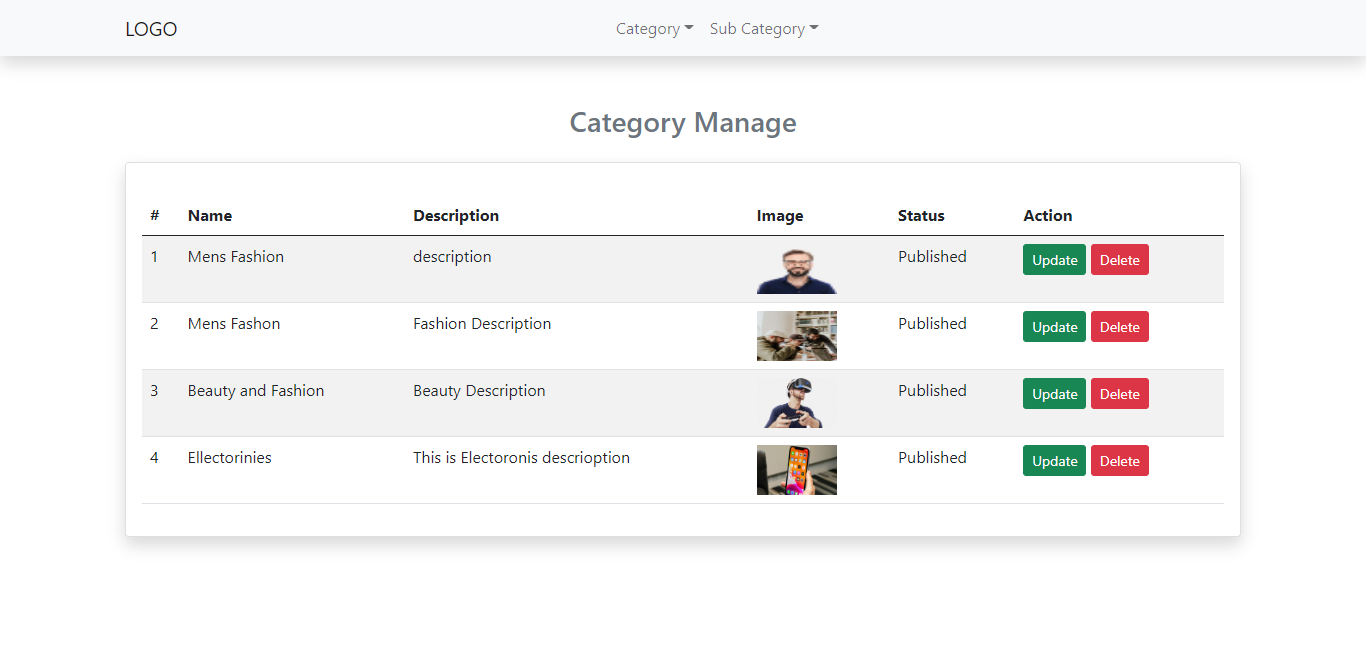 LOGO Category Sub Category
Category Manage
# Name Description Image Status Action
1 Mens Fashion description Published Update Delete
2 Mens Fashon Fashion Description Published Update Delete
3 Beauty and Fashion Beauty Description Published Update Delete
4 Ellectorinies This is Electoronis descrioption Published Update Delete